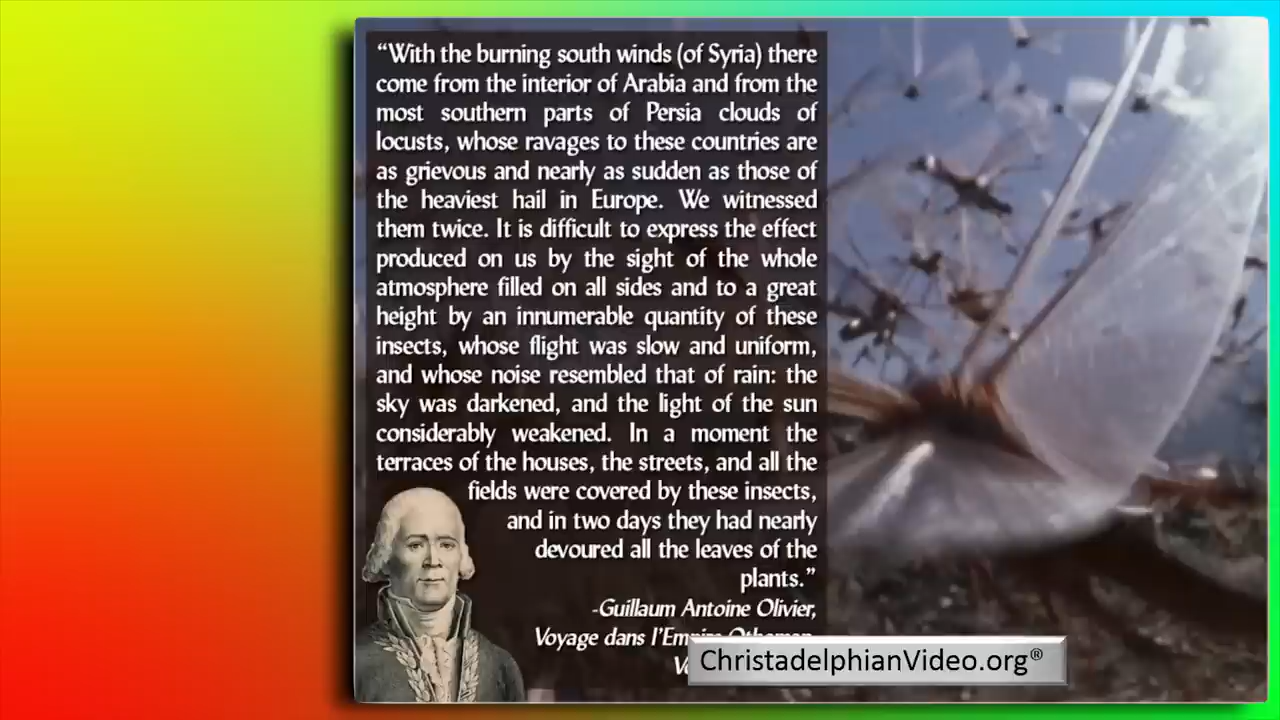 “With the burning south winds (of Syria) there
come from the interior of Arabia and from the
most southern parts of Persia clouds of
locusts, whose ravages to these countries are
as grievous and nearly as sudden as those of
the heaviest hail in Europe. We witnessed
them twice. It is difficult to express the effect
produced on us by the sight of the whole
atmosphere filled on all sides and to a great
height by an innumerable quantity of these
insects, whose flight was slow and uniform,
and whose noise resembled that of rain: the
sky was darkened, and the light of the sun
considerably weakened. In a moment the
terraces of the houses, the streets, and all the
fields were covered by these insects,
and in two days they had nearly
devoured all the leaves of the
plants.”
-Guillaum Antoine Olivier,
Voyage dans l'Empire Othoman,
ChristadelphianVideo.org®